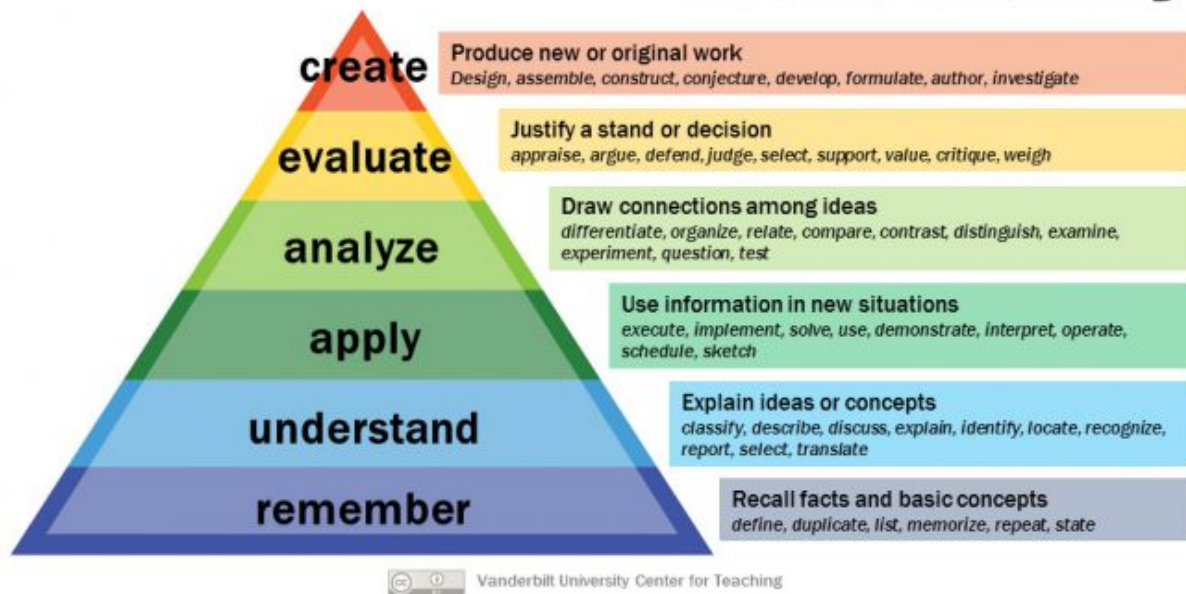 create
Produce new or original work
Design, assemble, construct, conjecture, develop, formulate, author, investigate
evaluate
Justify a stand or decision
appraise, argue, defend, judge, select, support, value, critique, weigh
analyze
Draw connections among ideas
differentiate, organize, relate, compare, contrast, distinguish, examine,
experiment, question, test
apply
Use information in new situations
execute, implement, solve, use, demonstrate, interpret, operate,
schedule, sketch
understand
Explain ideas or concepts
classify, describe, discuss, explain, identify, locate, recognize,
report, select, translate
remember
Recall facts and basic concepts
define, duplicate, list, memorize, repeat, state
cc
Vanderbilt University Center for Teaching